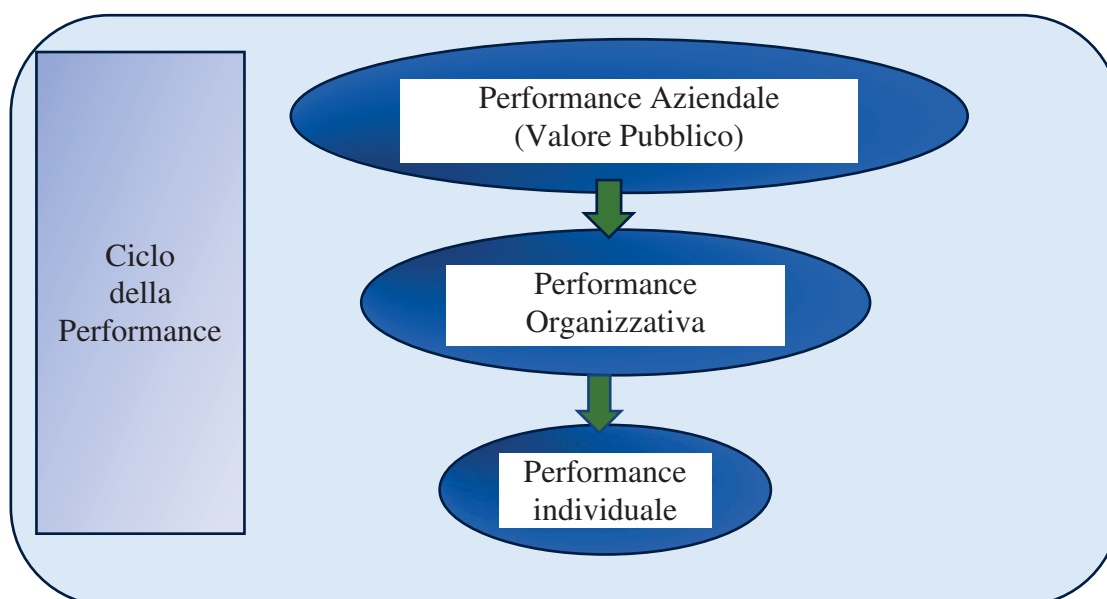 Ciclo
della
Performance
Performance Aziendale
(Valore Pubblico)
Performance
Organizzativa
Performance
individuale